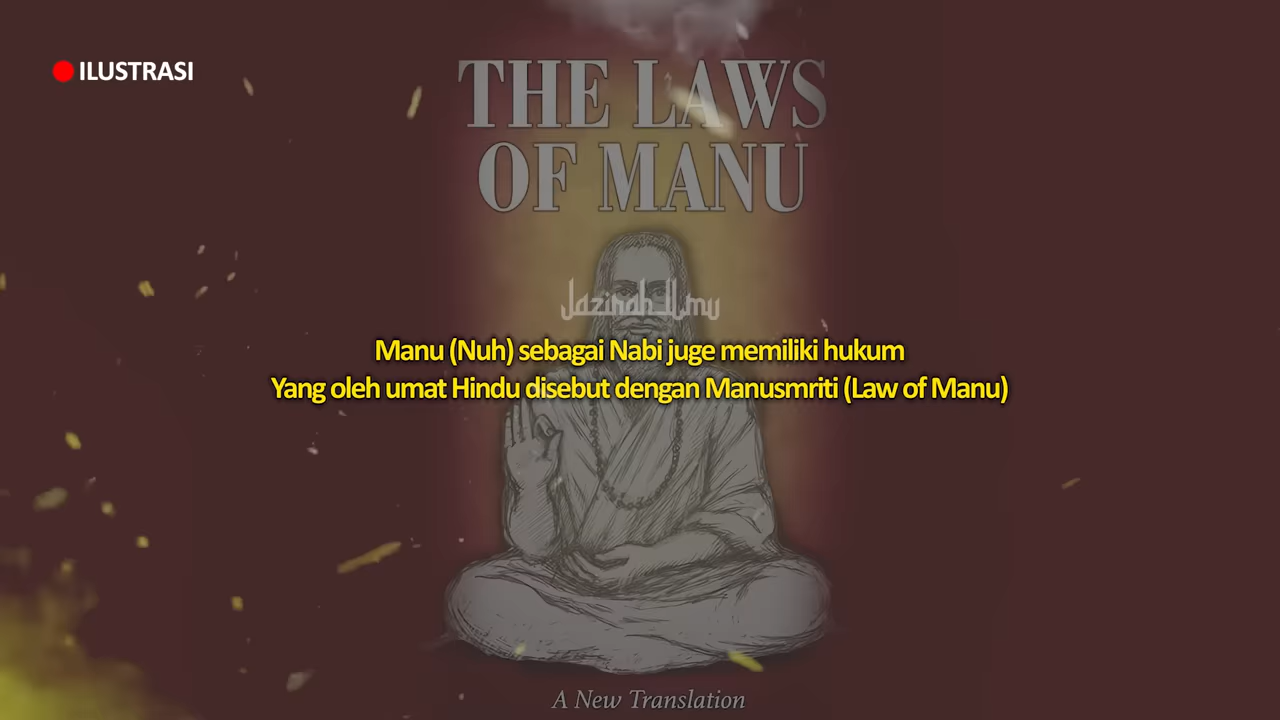 ILUSTRASI
THE LAWS
OF MANU
Jazirah Ilmu
Manu (Nuh) sebagai Nabi juge memiliki hukum
Yang oleh umat Hindu disebut dengan Manusmriti (Law of Manu)
A New Translation